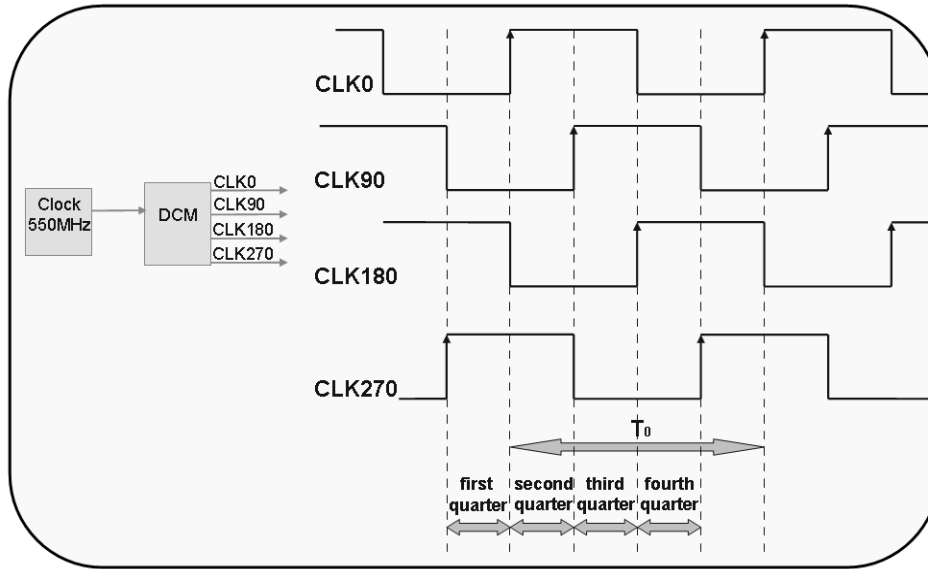 CLK0
CLK90
CLK180
CLK270
Clock
550MHz
DCM
CLK0
CLK90
CLK180
CLK270
T0
first
quarter
second
quarter
third
quarter
fourth
quarter